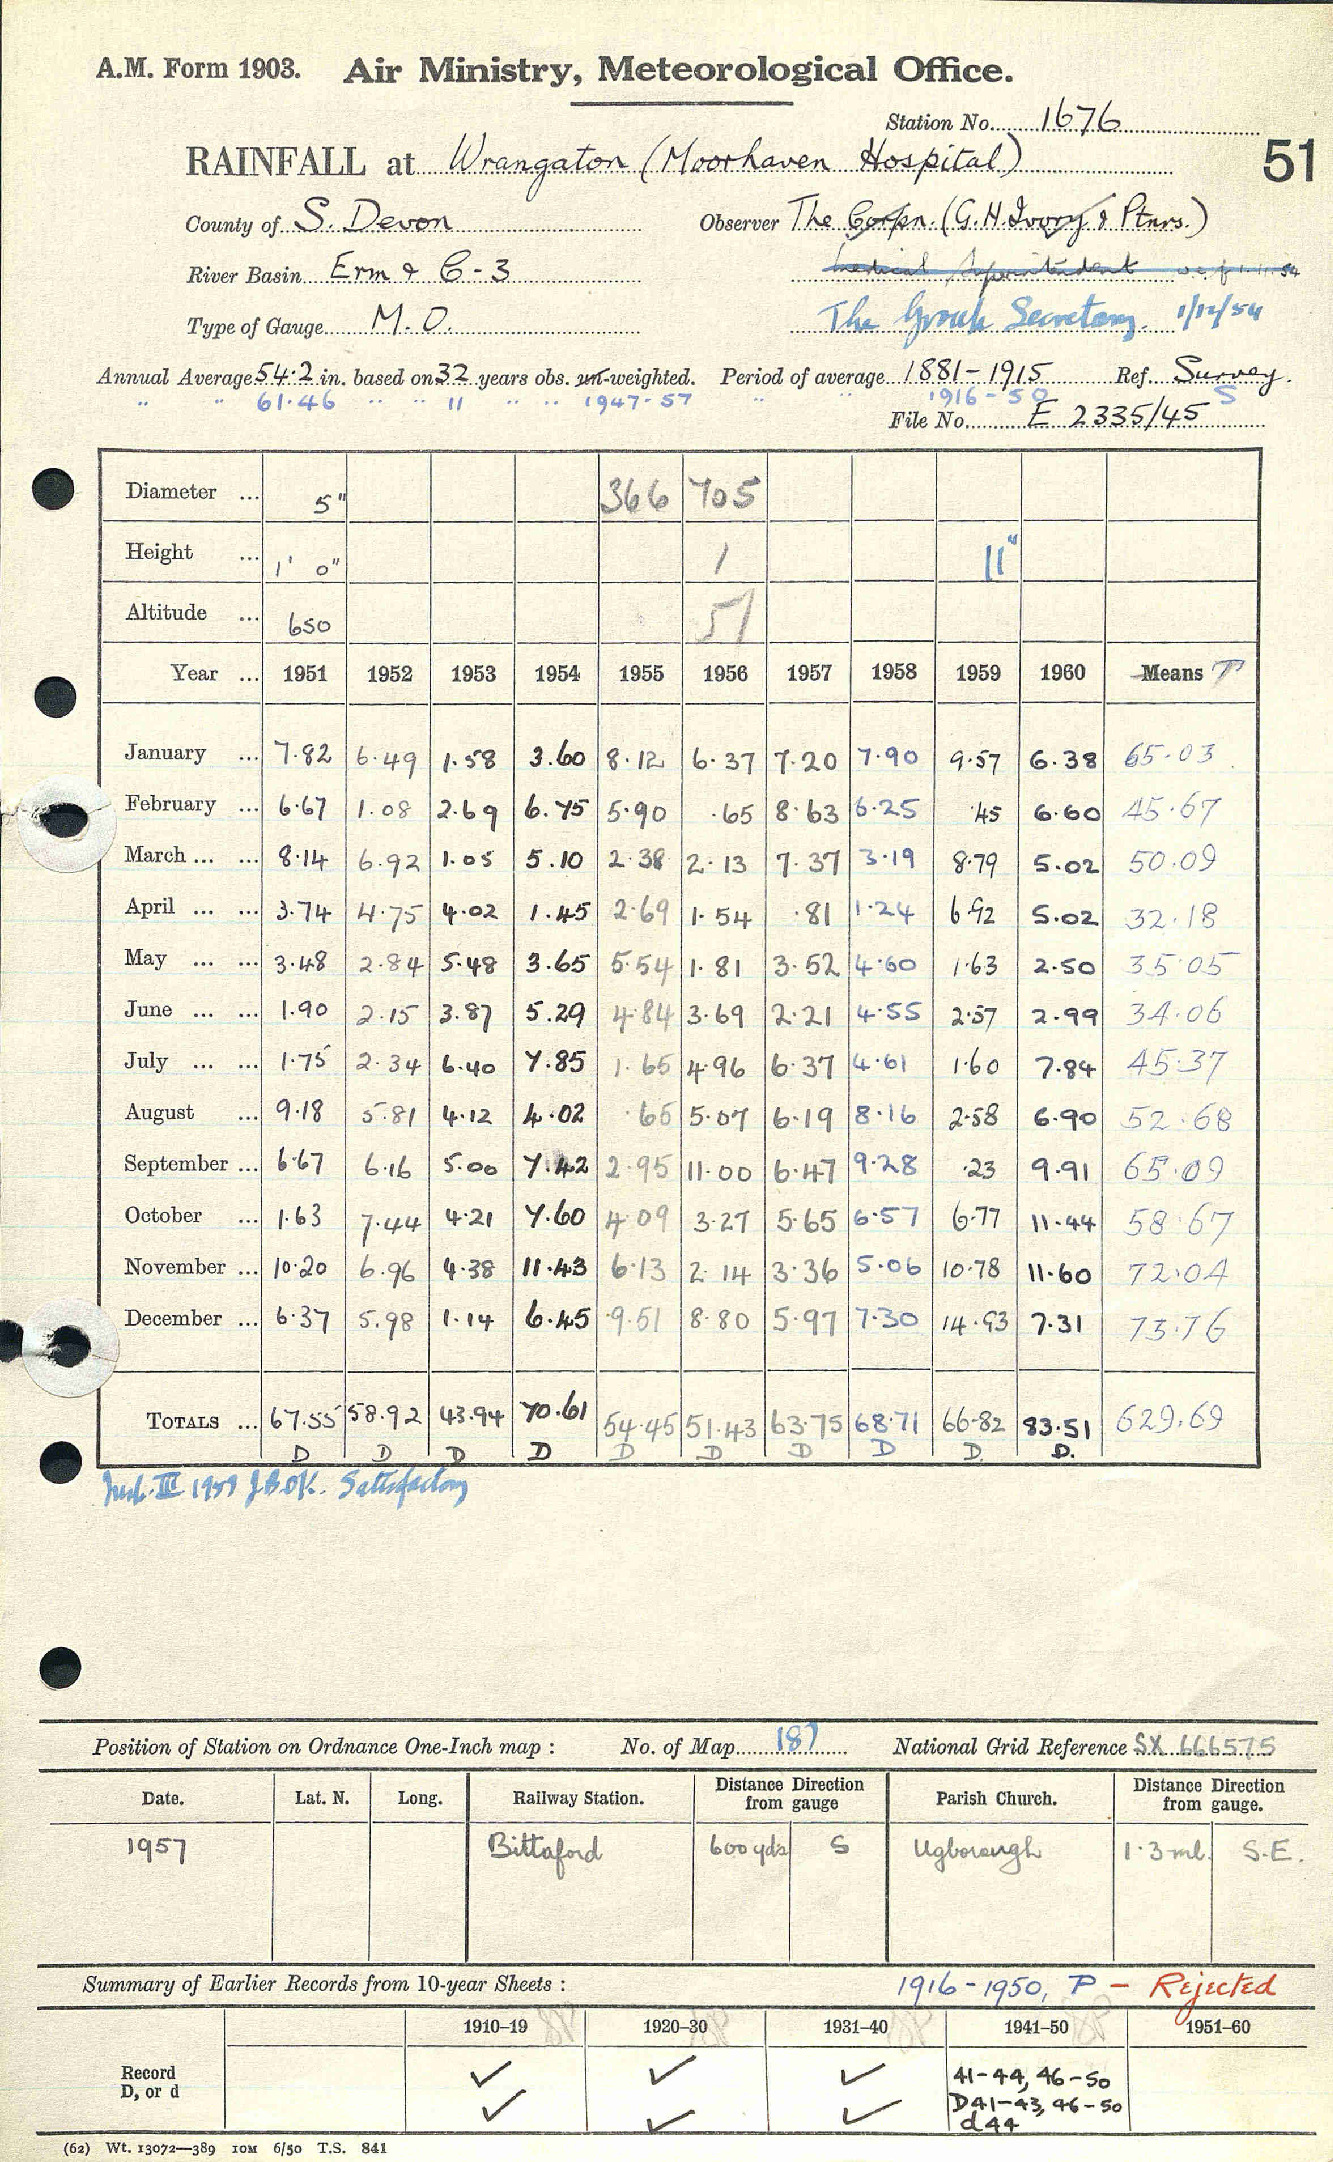 A.M. Form 1903. Air Ministry, Meteorological Office.
Station No. 1676
RAINFALL at Wrangaton (Moorhaven Hospital)
51
County of S. Devon Observer The Corpn. (G.H. Ivory & Ptnrs.)
River Basin Erm & C-3 Medical Superintendent w.e.f. 1.11.54
Type of Gauge M.O. The Group Secretary. 1/12/54
Annual Average 54.2 in. based on 32 years obs. un-weighted. Period of average 1881-1915 Ref. Survey.
" " 61.46 " " 11 " " 1947-57 " " 1916-50 S
File No. E 2335/45
Diameter ... 5" 366 705
Height ... 1' 0" 1 11"
Altitude ... 650 51
Year ... 1951 1952 1953 1954 1955 1956 1957 1958 1959 1960 Means T
January ... 7.82 6.49 1.58 3.60 8.12 6.37 7.20 7.90 9.57 6.38 65.03
February ... 6.67 1.08 2.69 6.75 5.90 .65 8.63 6.25 .45 6.60 45.67
March ... ... 8.14 6.92 1.05 5.10 2.38 2.13 7.37 3.19 8.79 5.02 50.09
April ... ... 3.74 4.75 4.02 1.45 2.69 1.54 .81 1.24 6.92 5.02 32.18
May ... ... 3.48 2.84 5.48 3.65 5.54 1.81 3.52 4.60 1.63 2.50 35.05
June ... ... 1.90 2.15 3.87 5.29 4.84 3.69 2.21 4.55 2.57 2.99 34.06
July ... ... 1.75 2.34 6.40 7.85 1.65 4.96 6.37 4.61 1.60 7.84 45.37
August ... 9.18 5.81 4.12 4.02 .65 5.07 6.19 8.16 2.58 6.90 52.68
September ... 6.67 6.16 5.00 7.42 2.95 11.00 6.47 9.28 .23 9.91 65.09
October ... 1.63 7.44 4.21 7.60 4.09 3.27 5.65 6.57 6.77 11.44 58.67
November ... 10.20 6.96 4.38 11.43 6.13 2.14 3.36 5.06 10.78 11.60 72.04
December ... 6.37 5.98 1.14 6.45 9.51 8.80 5.97 7.30 14.93 7.31 73.76
TOTALS ... 67.55 58.92 43.94 70.61 54.45 51.43 63.75 68.71 66.82 83.51 629.69
D D D D D D D D D. D.
Insp. III 1959 Satisfactory
Position of Station on Ordnance One-Inch map : No. of Map 187 National Grid Reference SX 666575
Date. Lat. N. Long. Railway Station. Distance Direction from gauge Parish Church. Distance Direction from gauge.
1957 Bittaford 600 yds S Ugborough 1.3 ml. S.E.
Summary of Earlier Records from 10-year Sheets : 1916-1950, P - Rejected
1910–19 1920–30 1931–40 1941–50 1951–60
Record ✓ ✓ ✓ 41-44, 46-50
D, or d ✓ ✓ ✓ D41-43, 46-50
d44
(62) Wt. 13072—389 10M 6/50 T.S. 841